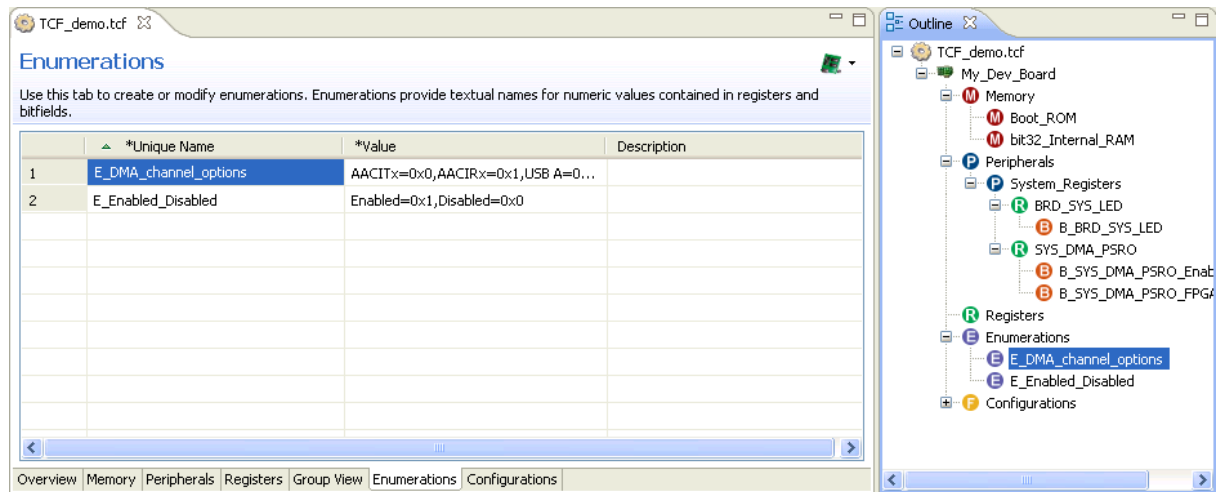 TCF_demo.tcf
Enumerations
Use this tab to create or modify enumerations. Enumerations provide textual names for numeric values contained in registers and
bitfields.
*Unique Name *Value Description
1 E_DMA_channel_options AACITx=0x0,AACIRx=0x1,USB A=0...
2 E_Enabled_Disabled Enabled=0x1,Disabled=0x0
Overview Memory Peripherals Registers Group View Enumerations Configurations
Outline
TCF_demo.tcf
My_Dev_Board
M Memory
M Boot_ROM
M bit32_Internal_RAM
P Peripherals
P System_Registers
R BRD_SYS_LED
B B_BRD_SYS_LED
R SYS_DMA_PSRO
B B_SYS_DMA_PSRO_Enab
B B_SYS_DMA_PSRO_FPGA
R Registers
E Enumerations
E E_DMA_channel_options
E E_Enabled_Disabled
F Configurations